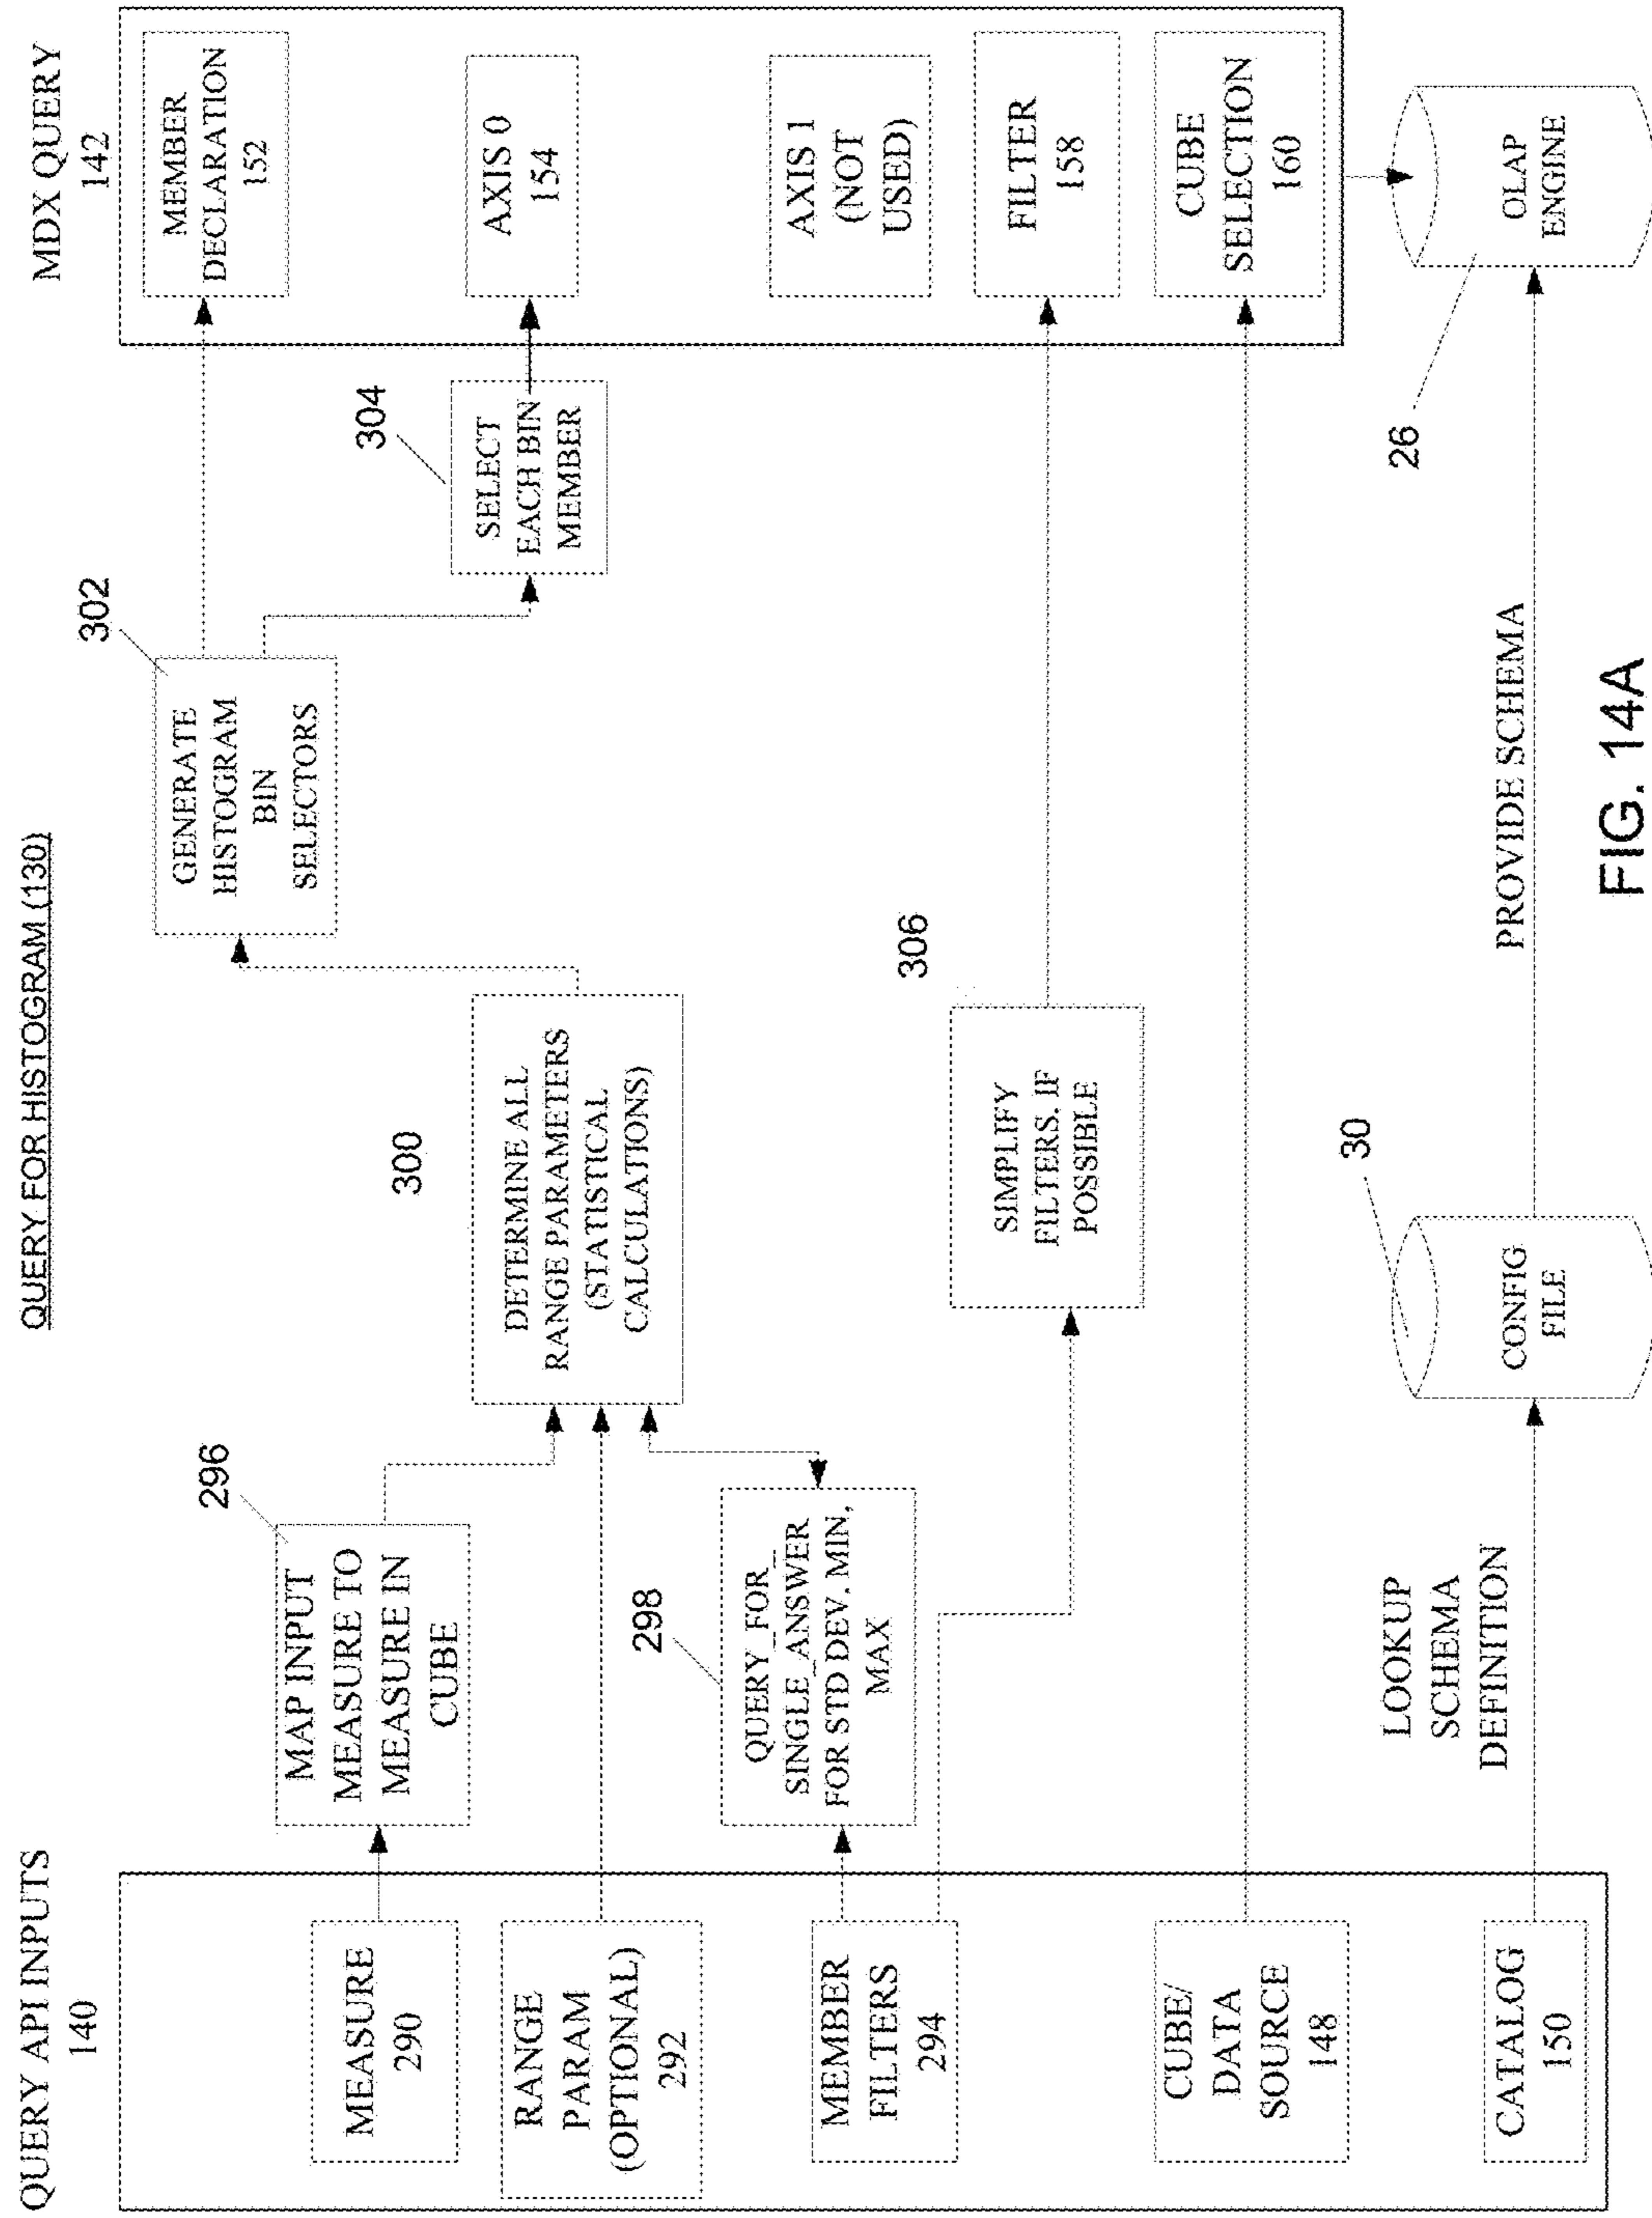 QUERY FOR HISTOGRAM (130)
QUERY API INPUTS
140
MEASURE
290
RANGE
PARAM
(OPTIONAL)
292
MEMBER
FILTERS
294
CUBE/
DATA
SOURCE
148
CATALOG
150
296
MAP INPUT
MEASURE TO
MEASURE IN
CUBE
298
QUERY_FOR_
SINGLE_ANSWER
FOR STD DEV, MIN,
MAX
LOOKUP
SCHEMA
DEFINITION
300
DETERMINE ALL
RANGE PARAMETERS
(STATISTICAL
CALCULATIONS)
306
SIMPLIFY
FILTERS, IF
POSSIBLE
30
CONFIG
FILE
302
GENERATE
HISTOGRAM
BIN
SELECTORS
304
SELECT
EACH BIN
MEMBER
PROVIDE SCHEMA
MDX QUERY
142
MEMBER
DECLARATION
152
AXIS 0
154
AXIS 1
(NOT
USED)
FILTER
158
CUBE
SELECTION
160
26
OLAP
ENGINE
FIG. 14A